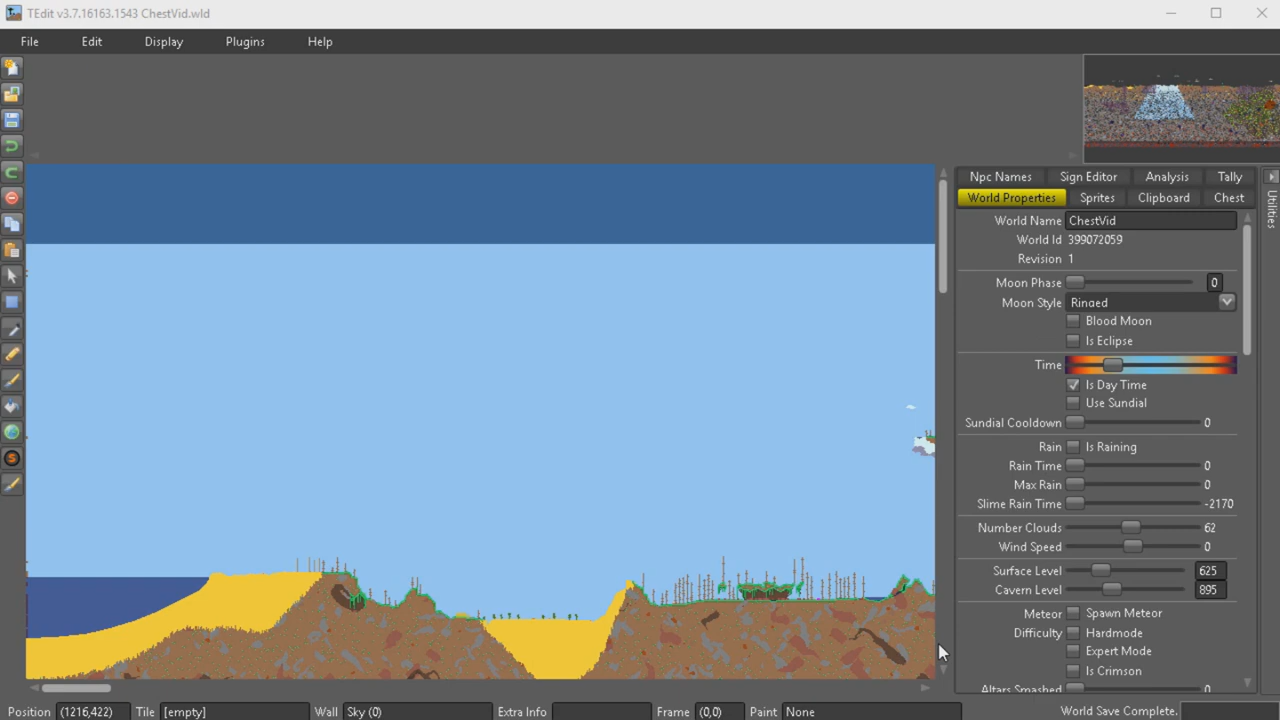 TEdit v3.7.16163.1543 ChestVid.wld
File Edit Display Plugins Help
Npc Names Sign Editor Analysis Tally
World Properties Sprites Clipboard Chest
Utilities
World Name ChestVid
World Id 399072059
Revision 1
Moon Phase 0
Moon Style Ringed
Blood Moon
Is Eclipse
Time
Is Day Time
Use Sundial
Sundial Cooldown 0
Rain Is Raining
Rain Time 0
Max Rain 0
Slime Rain Time -2170
Number Clouds 62
Wind Speed 0
Surface Level 625
Cavern Level 895
Meteor Spawn Meteor
Difficulty Hardmode
Expert Mode
Is Crimson
Altars Smashed 0
Position (1216,422) Tile [empty] Wall Sky (0) Extra Info Frame (0,0) Paint None World Save Complete.